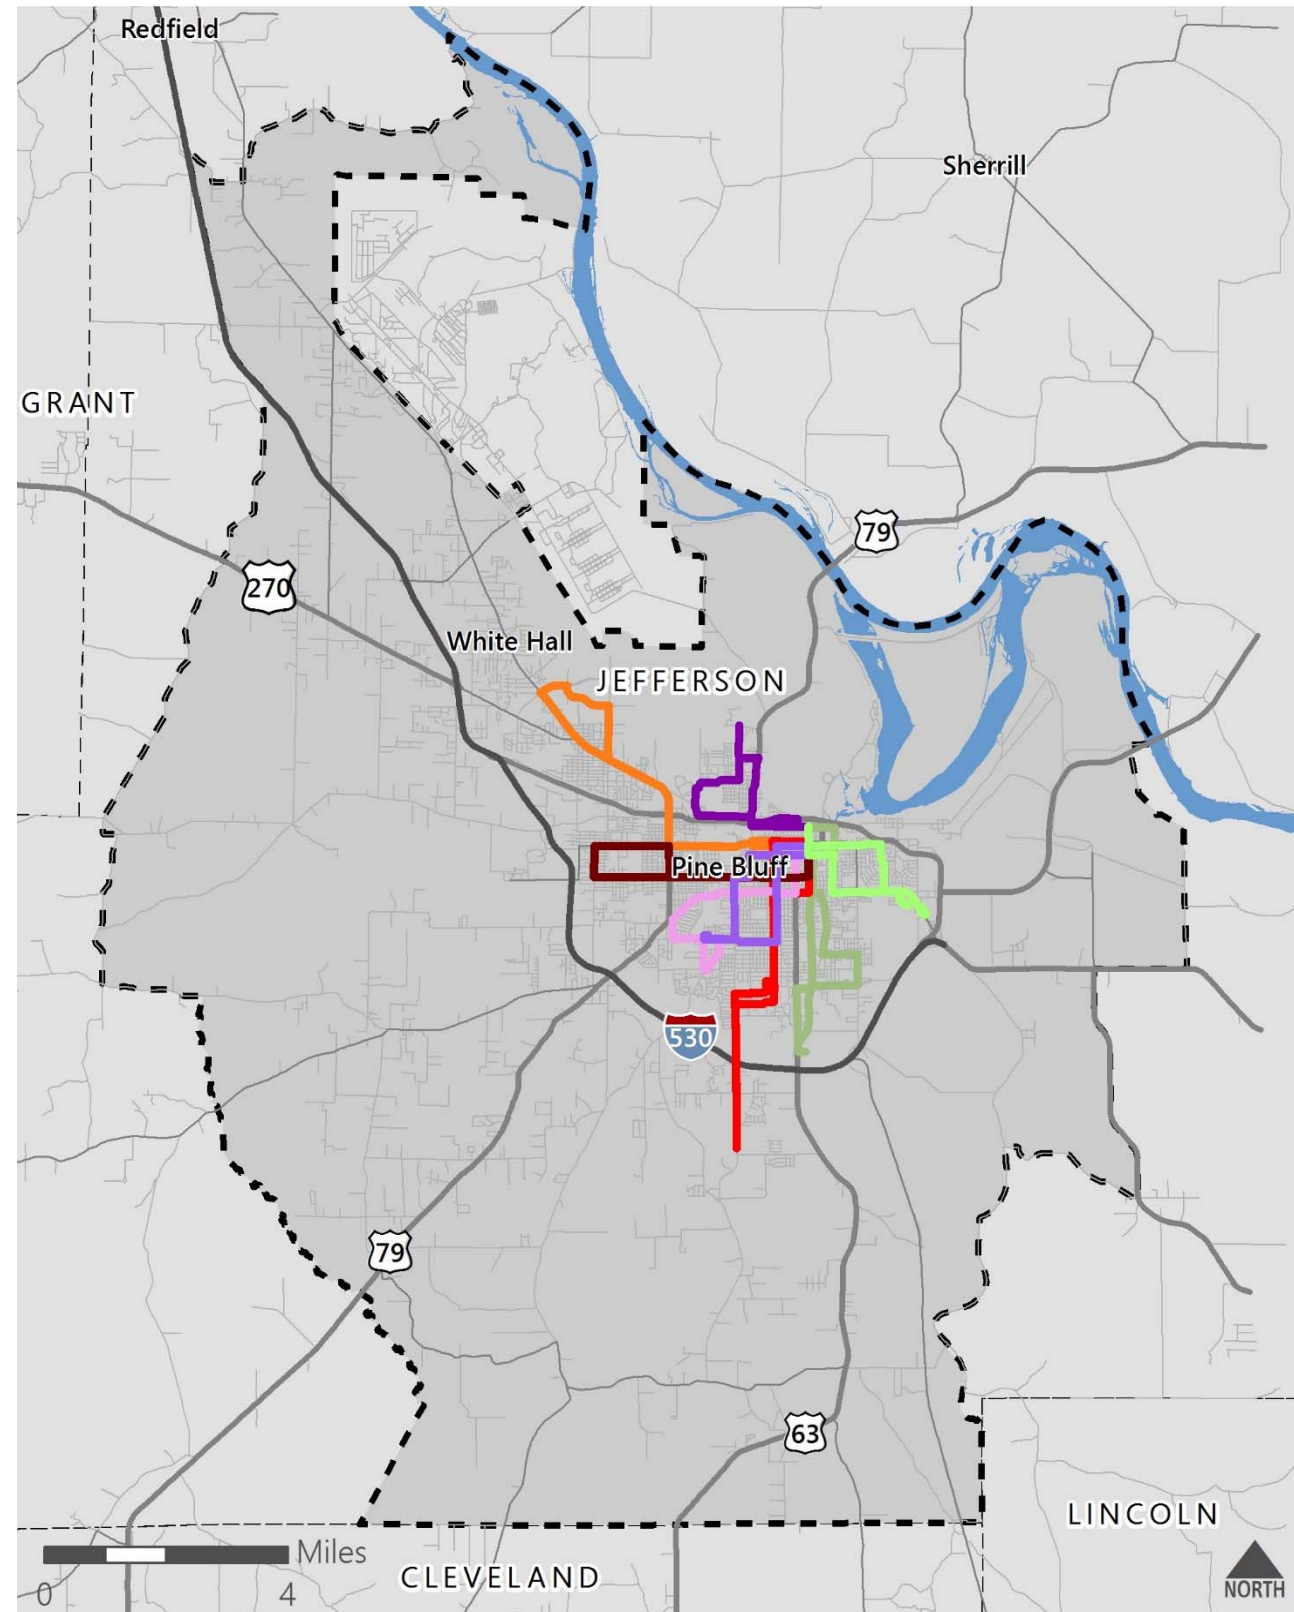 Redfield
Sherrill
GRANT
79
270
White Hall
JEFFERSON
Pine Bluff
530
79
63
LINCOLN
Miles
0 4
CLEVELAND
NORTH